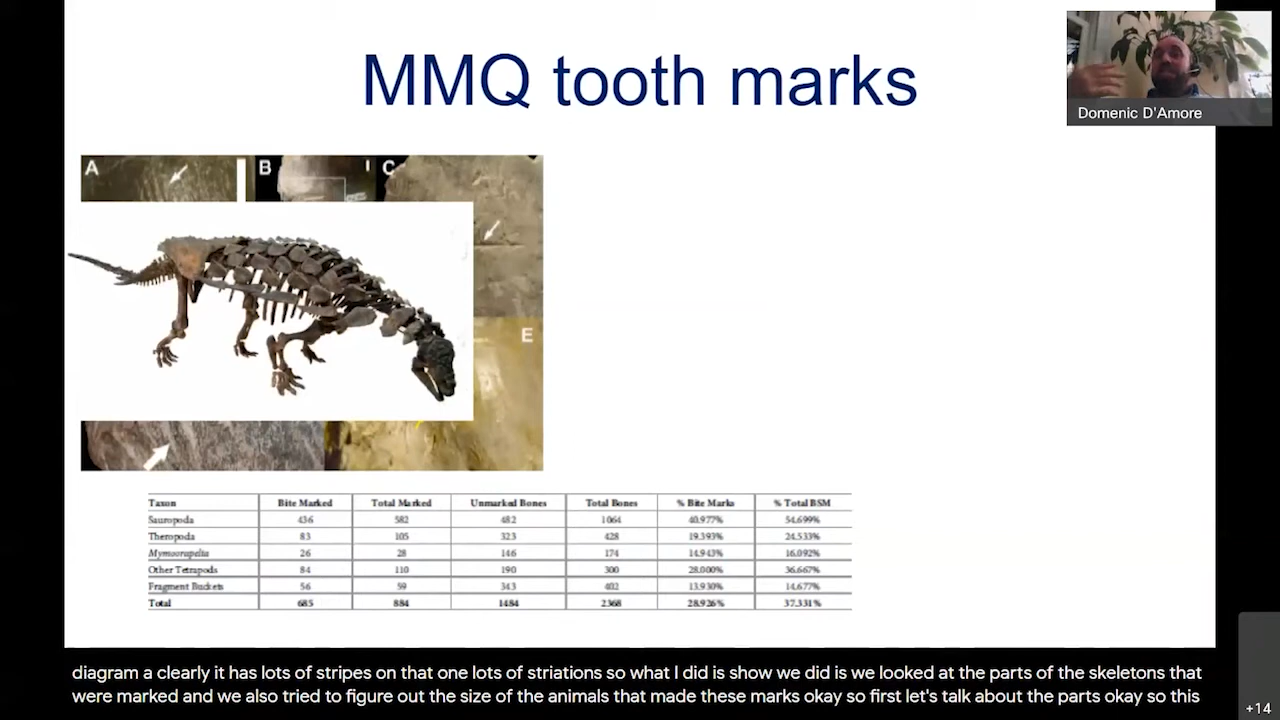 MMQ tooth marks
Domenic D'Amore
A
B
C
E
Taxon Bite Marked Total Marked Unmarked Bones Total Bones % Bite Marks % Total BSM
Sauropoda 436 582 482 1064 40.977% 54.699%
Theropoda 83 105 323 428 19.393% 24.533%
Mymoorapelta 26 28 146 174 14.943% 16.092%
Other Tetrapods 84 110 190 300 28.000% 36.667%
Fragment Buckets 56 59 343 402 13.930% 14.677%
Total 685 884 1484 2368 28.926% 37.331%
diagram a clearly it has lots of stripes on that one lots of striations so what I did is show we did is we looked at the parts of the skeletons that
were marked and we also tried to figure out the size of the animals that made these marks okay so first let's talk about the parts okay so this
+14